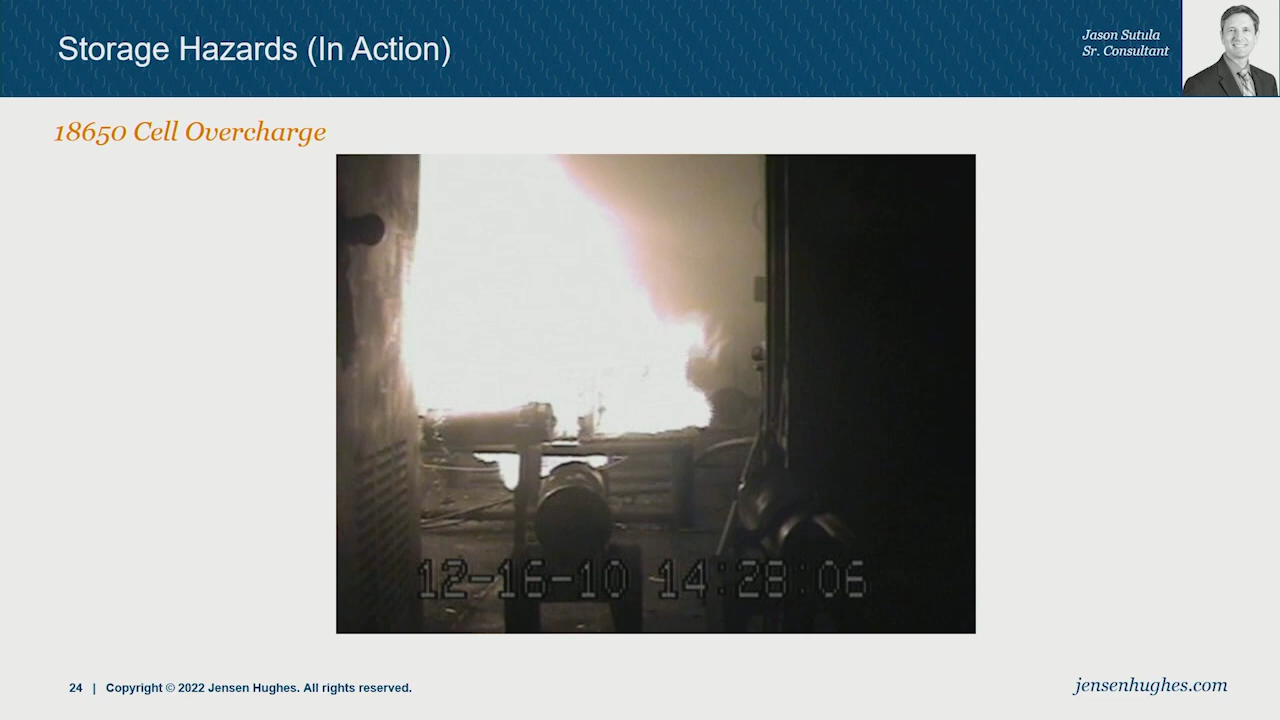 Storage Hazards (In Action)
Jason Sutula
Sr. Consultant
18650 Cell Overcharge
12-16-10 14:28:06
24 | Copyright © 2022 Jensen Hughes. All rights reserved.
jensenhughes.com